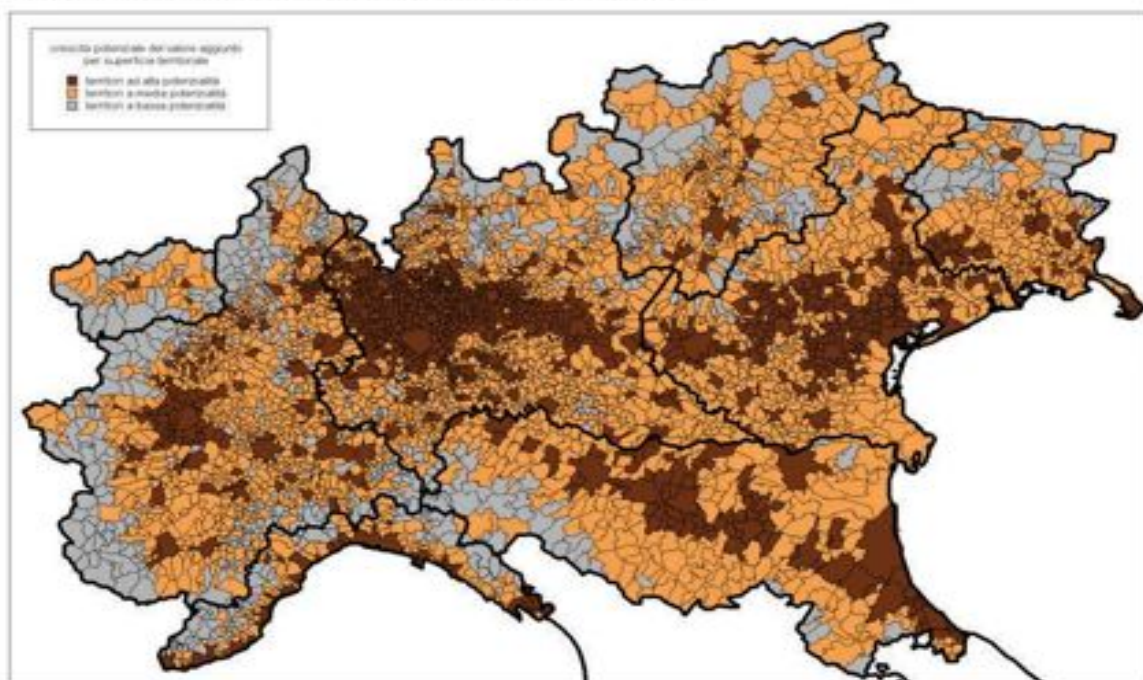 crescita potenziale del valore aggiunto
per superficie territoriale
territori ad alta potenzialità
territori a media potenzialità
territori a bassa potenzialità